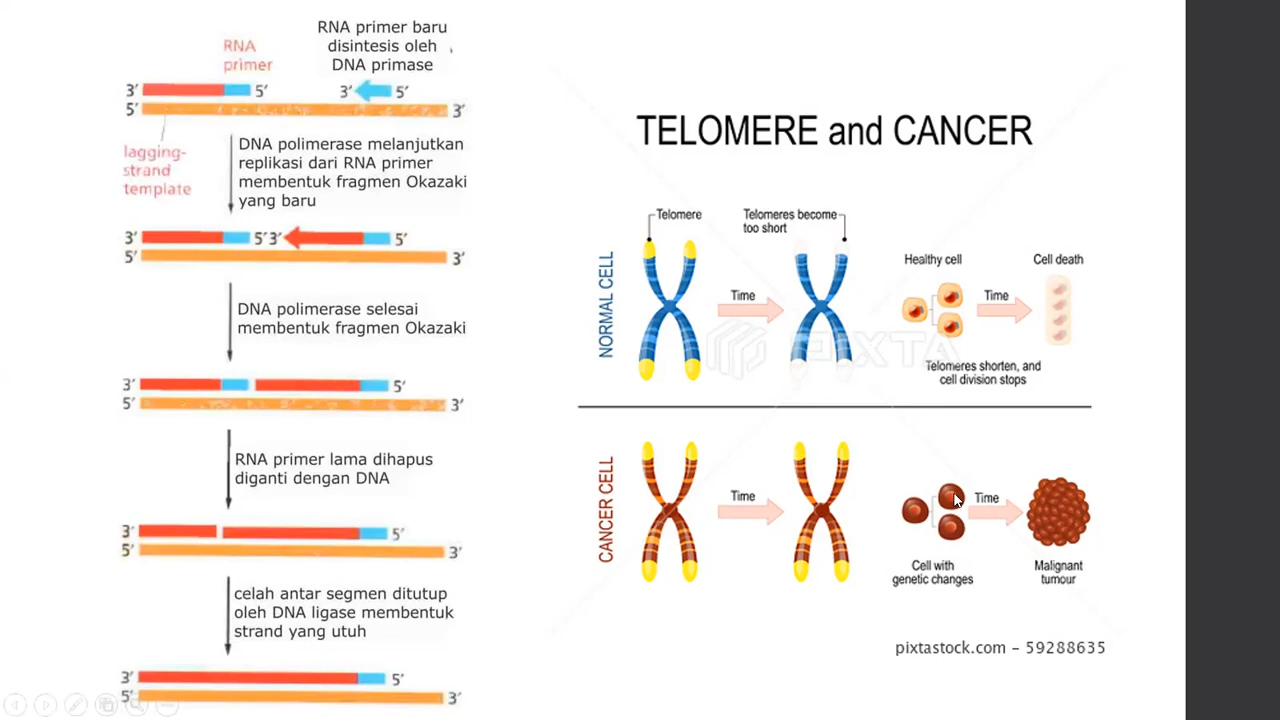 RNA
primer
RNA primer baru
disintesis oleh
DNA primase
3′ 5′ 3′ 5′
5′ 3′
lagging-
strand
template
DNA polimerase melanjutkan
replikasi dari RNA primer
membentuk fragmen Okazaki
yang baru
3′ 5′ 3′ 5′
5′ 3′
DNA polimerase selesai
membentuk fragmen Okazaki
3′ 5′
5′ 3′
RNA primer lama dihapus
diganti dengan DNA
3′ 5′
5′ 3′
celah antar segmen ditutup
oleh DNA ligase membentuk
strand yang utuh
3′ 5′
5′ 3′
TELOMERE and CANCER
NORMAL CELL
Telomere
Telomeres become
too short
Time
Healthy cell
Cell death
Time
Telomeres shorten, and
cell division stops
PIXTA
CANCER CELL
Time
Time
Cell with
genetic changes
Malignant
tumour
pixtastock.com - 59288635